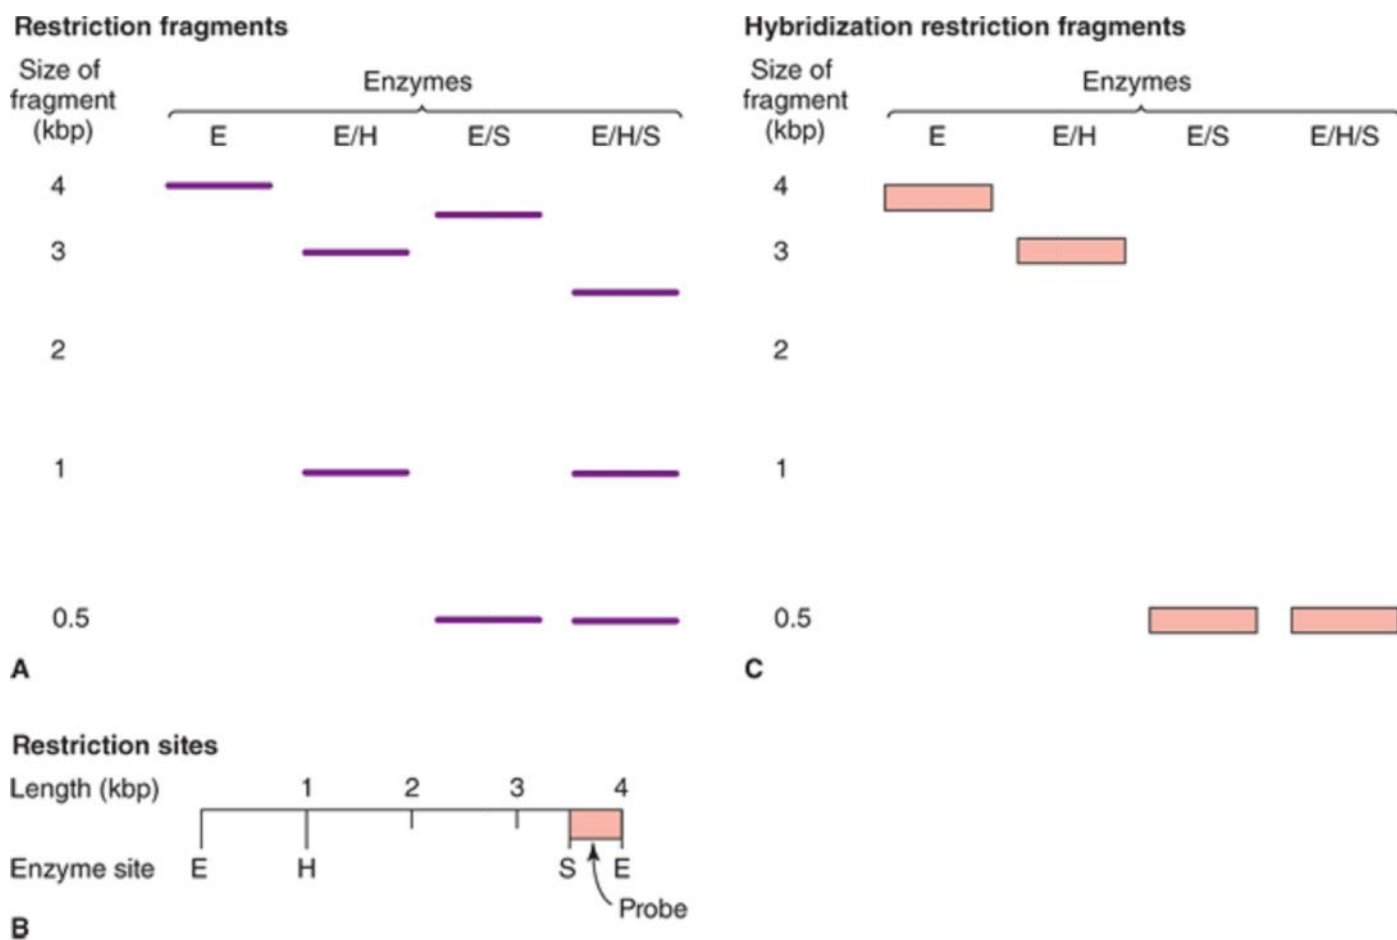 Restriction fragments
Size of
fragment
(kbp)
Enzymes
E E/H E/S E/H/S
4
3
2
1
0.5
A
Hybridization restriction fragments
Size of
fragment
(kbp)
Enzymes
E E/H E/S E/H/S
4
3
2
1
0.5
C
Restriction sites
Length (kbp) 1 2 3 4
Enzyme site E H S E
Probe
B